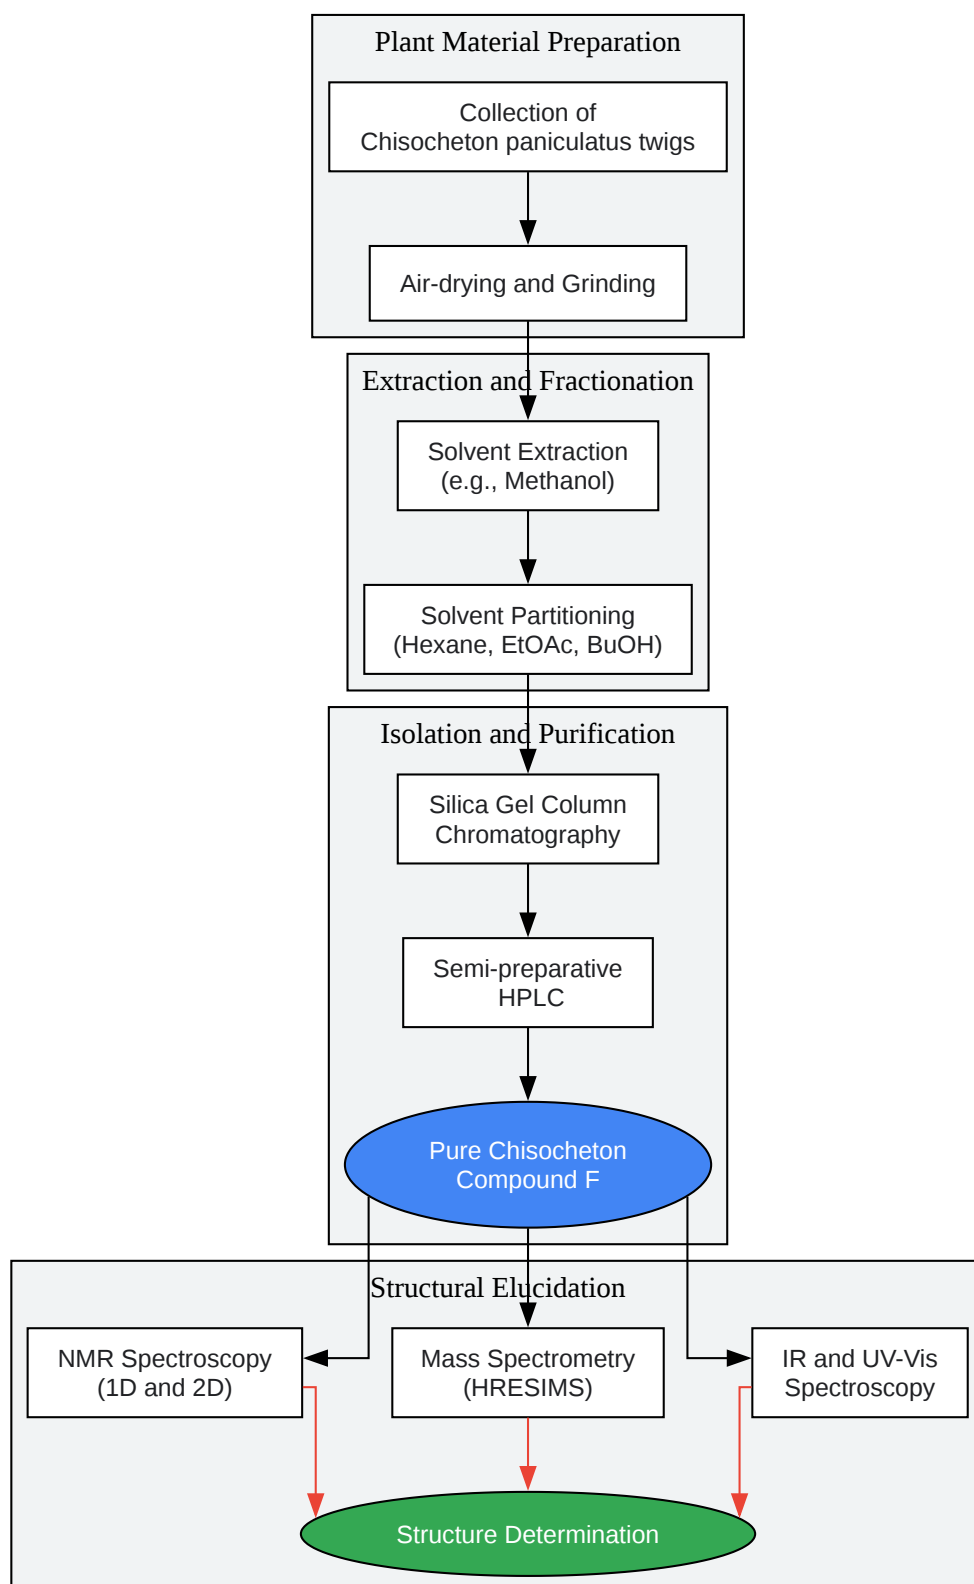 Plant Material Preparation
Collection of
Chisocheton paniculatus twigs
Air-drying and Grinding
Extraction and Fractionation
Solvent Extraction
(e.g., Methanol)
Solvent Partitioning
(Hexane, EtOAc, BuOH)
Isolation and Purification
Silica Gel Column
Chromatography
Semi-preparative
HPLC
Pure Chisocheton
Compound F
Structural Elucidation
NMR Spectroscopy
(1D and 2D)
Mass Spectrometry
(HRESIMS)
IR and UV-Vis
Spectroscopy
Structure Determination